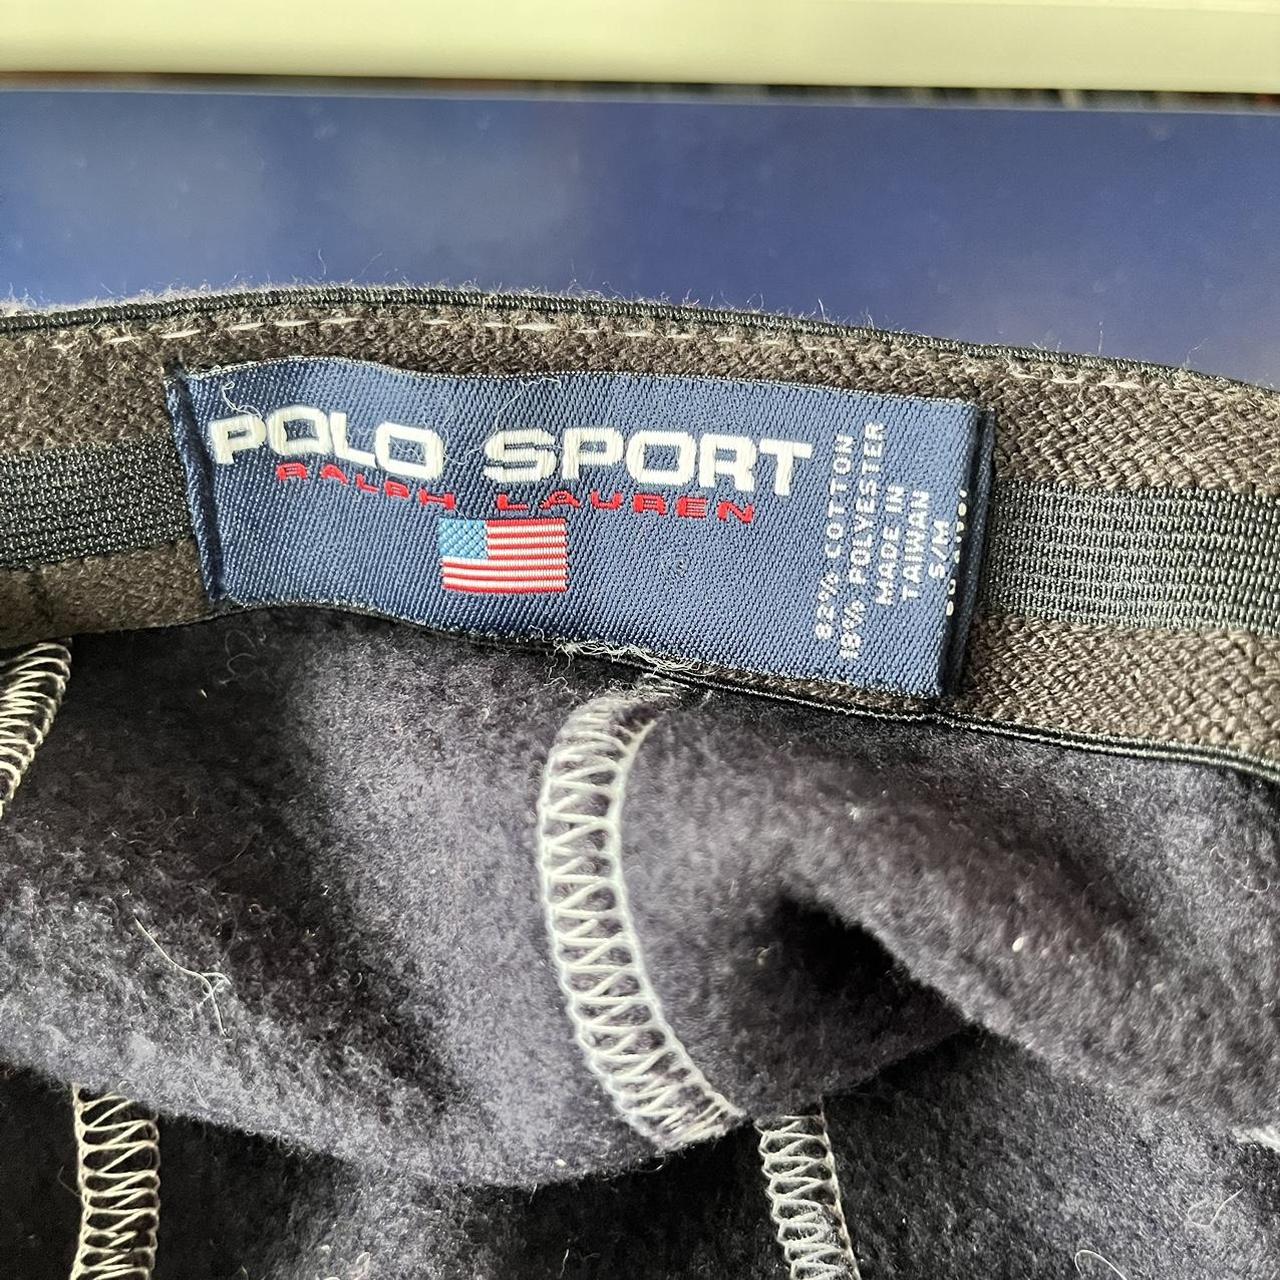 POLO SPORT
RALPH LAUREN
82% COTTON
18% POLYESTER
MADE IN
TAIWAN
S/M